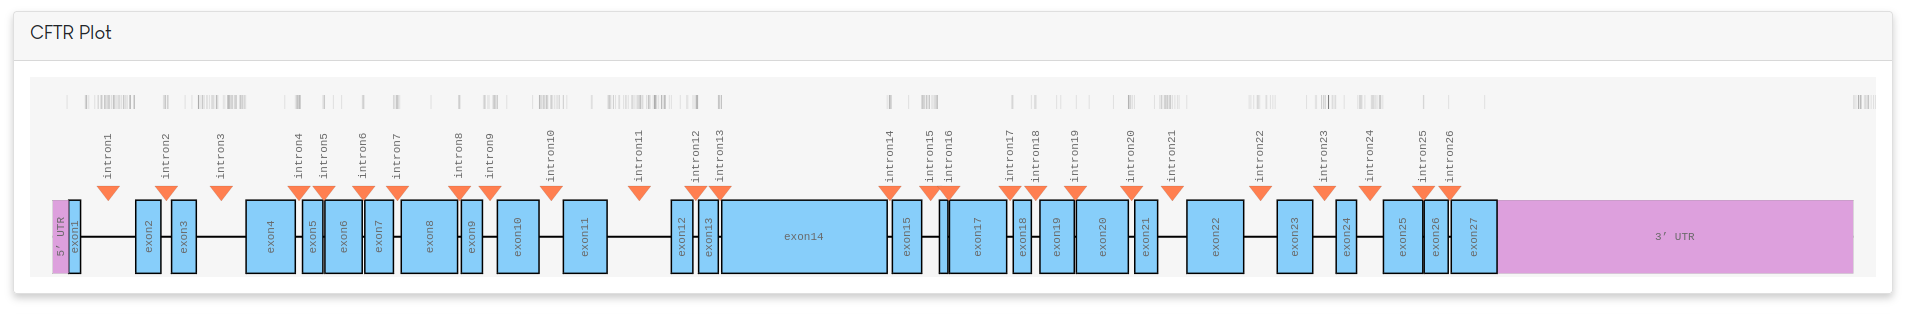 CFTR Plot
intron1 intron2 intron3 intron4 intron5 intron6 intron7 intron8 intron9 intron10 intron11 intron12 intron13 intron14 intron15 intron16 intron17 intron18 intron19 intron20 intron21 intron22 intron23 intron24 intron25 intron26
5’ UTR exon1 exon2 exon3 exon4 exon5 exon6 exon7 exon8 exon9 exon10 exon11 exon12 exon13 exon14 exon15 exon17 exon18 exon19 exon20 exon21 exon22 exon23 exon24 exon25 exon26 exon27 3’ UTR